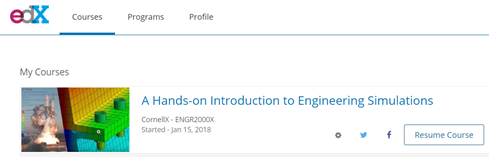 edX
Courses Programs Profile
My Courses
A Hands-on Introduction to Engineering Simulations
CornellX - ENGR2000X
Started - Jan 15, 2018
Resume Course